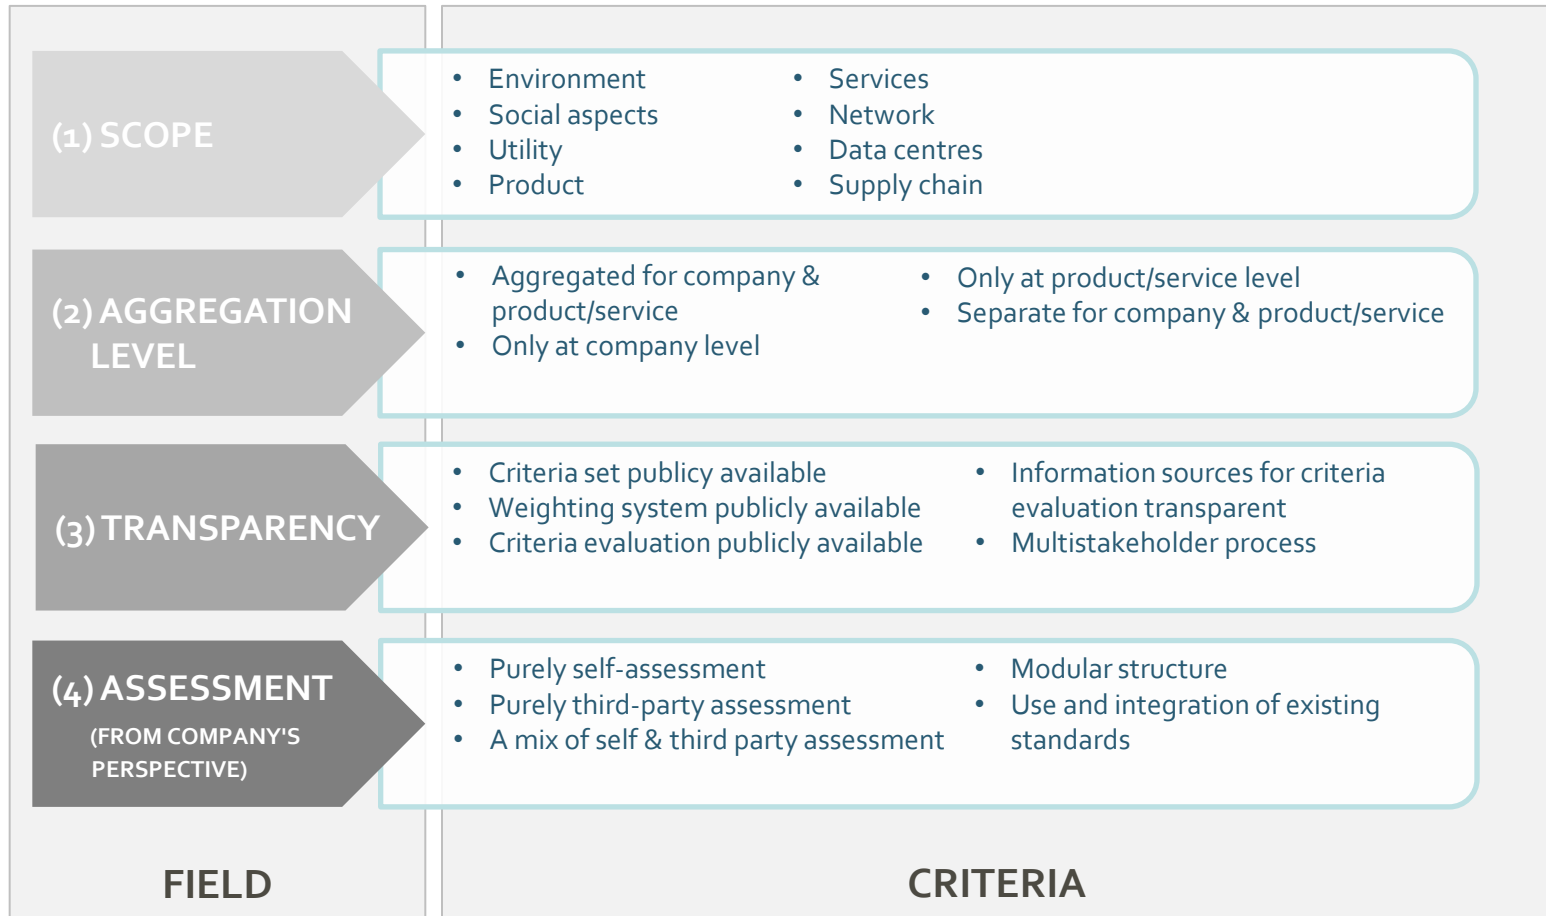 (1) SCOPE
• Environment
• Social aspects
• Utility
• Product
• Services
• Network
• Data centres
• Supply chain
(2) AGGREGATION
LEVEL
• Aggregated for company &
product/service
• Only at company level
• Only at product/service level
• Separate for company & product/service
(3) TRANSPARENCY
• Criteria set publicy available
• Weighting system publicly available
• Criteria evaluation publicly available
• Information sources for criteria
evaluation transparent
• Multistakeholder process
(4) ASSESSMENT
(FROM COMPANY'S
PERSPECTIVE)
• Purely self-assessment
• Purely third-party assessment
• A mix of self & third party assessment
• Modular structure
• Use and integration of existing
standards
FIELD
CRITERIA